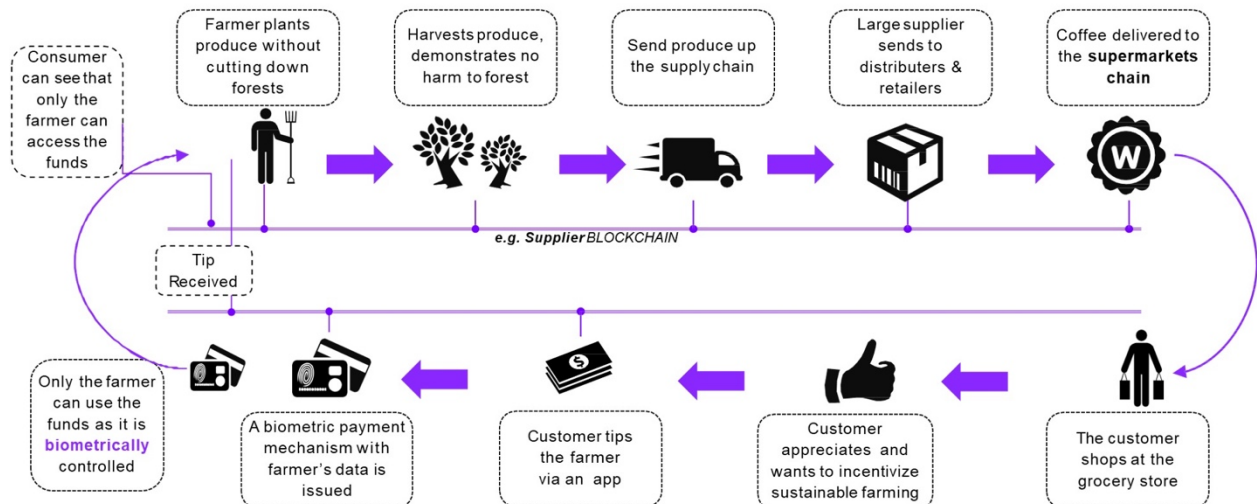 Consumer
can see that
only the
farmer can
access the
funds
Farmer plants
produce without
cutting down
forests
Harvests produce,
demonstrates no
harm to forest
Send produce up
the supply chain
Large supplier
sends to
distributers &
retailers
Coffee delivered to
the supermarkets
chain
W
e.g. Supplier BLOCKCHAIN
Tip
Received
Only the farmer
can use the
funds as it is
biometrically
controlled
A biometric payment
mechanism with
farmer's data is
issued
$
Customer tips
the farmer
via an app
Customer
appreciates and
wants to incentivize
sustainable farming
The customer
shops at the
grocery store